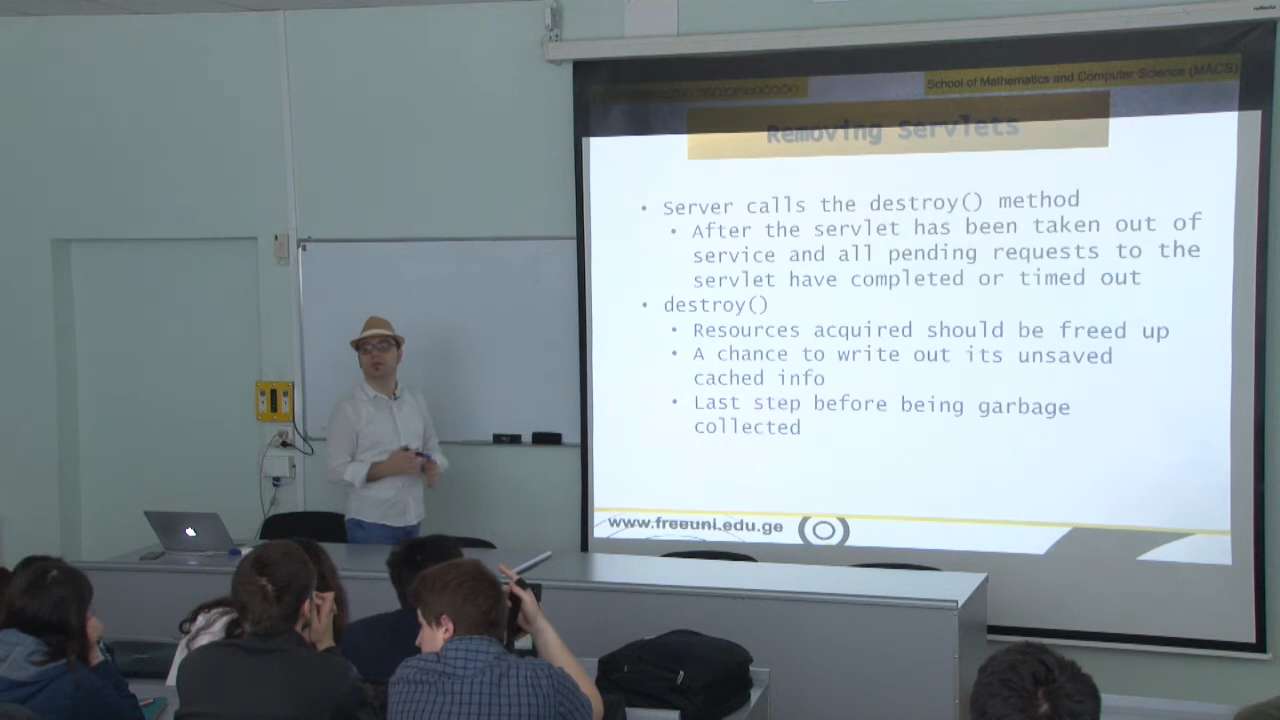 School of Mathematics and Computer Science (MACS)
Removing Servlets
• Server calls the destroy() method
• After the servlet has been taken out of
service and all pending requests to the
servlet have completed or timed out
• destroy()
• Resources acquired should be freed up
• A chance to write out its unsaved
cached info
• Last step before being garbage
collected
www.freeuni.edu.ge